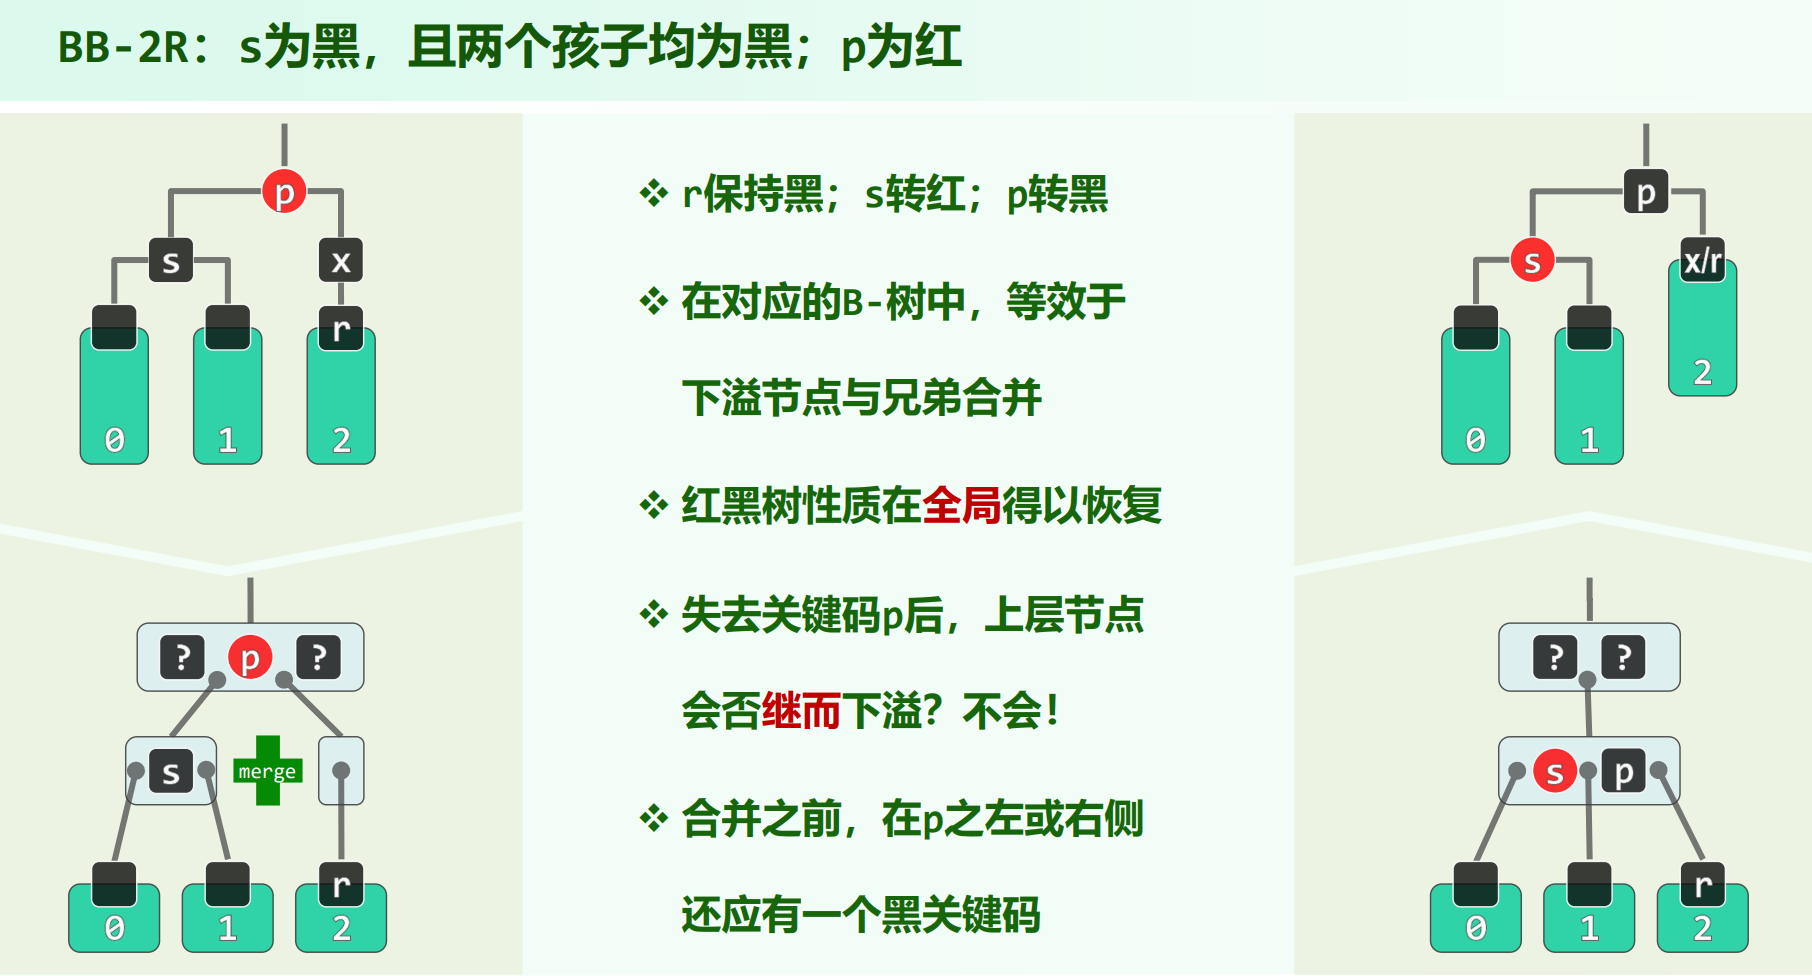 BB-2R：s为黑，且两个孩子均为黑；p为红
p
s
x
r
0
1
2
?
p
?
s
merge
r
0
1
2
❖ r保持黑；s转红；p转黑
❖ 在对应的B-树中，等效于
下溢节点与兄弟合并
❖ 红黑树性质在全局得以恢复
❖ 失去关键码p后，上层节点
会否继而下溢？不会！
❖ 合并之前，在p之左或右侧
还应有一个黑关键码
p
s
x/r
2
0
1
?
?
s
p
r
0
1
2